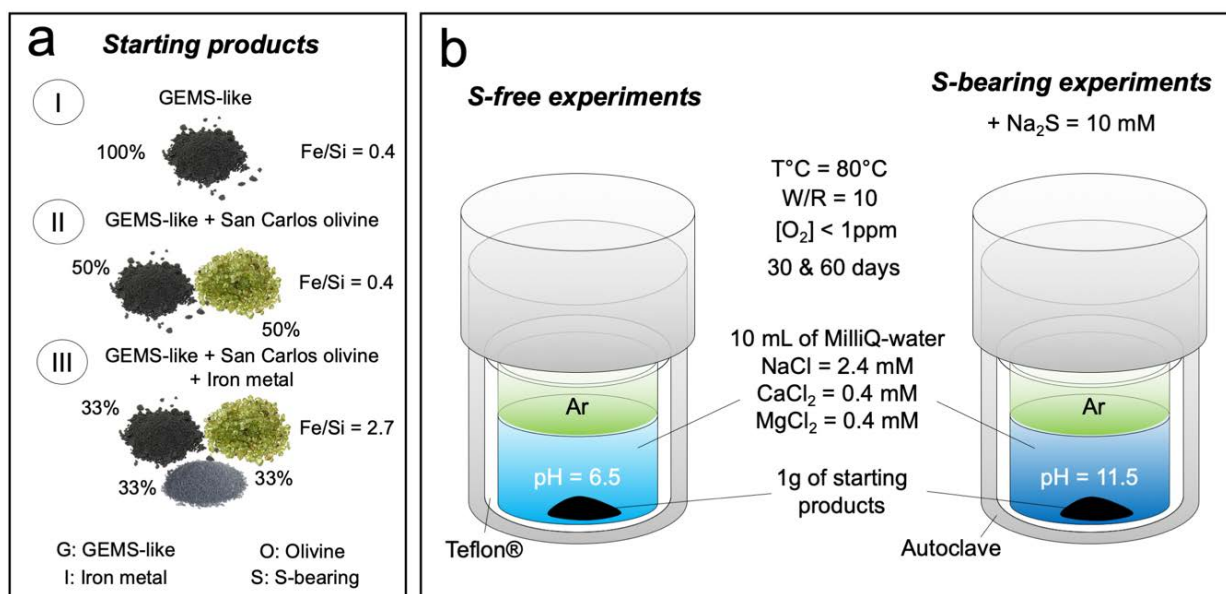 a
Starting products
I
GEMS-like
100%
Fe/Si = 0.4
II
GEMS-like + San Carlos olivine
50%
Fe/Si = 0.4
50%
III
GEMS-like + San Carlos olivine
+ Iron metal
33%
Fe/Si = 2.7
33%
33%
G: GEMS-like
O: Olivine
I: Iron metal
S: S-bearing
b
S-free experiments
S-bearing experiments
+ Na₂S = 10 mM
T°C = 80°C
W/R = 10
[O₂] < 1ppm
30 & 60 days
10 mL of MilliQ-water
NaCl = 2.4 mM
CaCl₂ = 0.4 mM
MgCl₂ = 0.4 mM
Ar
Ar
pH = 6.5
1g of starting
products
pH = 11.5
Teflon®
Autoclave